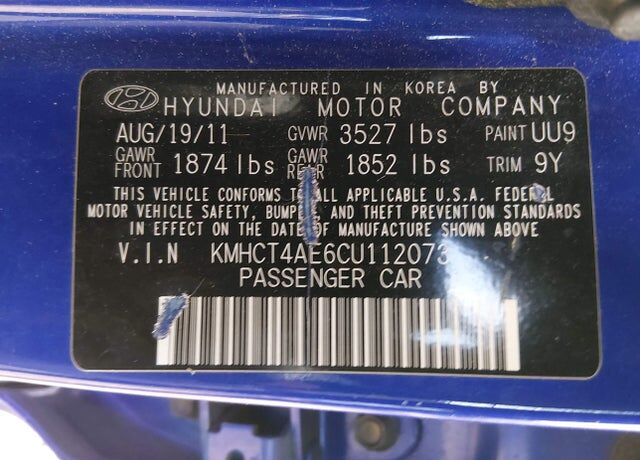 MANUFACTURED IN KOREA BY
HYUNDAI MOTOR COMPANY
AUG/19/11 GVWR 3527 lbs PAINT UU9
GAWR FRONT 1874 lbs GAWR REAR 1852 lbs TRIM 9Y
THIS VEHICLE CONFORMS TO ALL APPLICABLE U.S.A. FEDERAL
MOTOR VEHICLE SAFETY, BUMPER, AND THEFT PREVENTION STANDARDS
IN EFFECT ON THE DATE OF MANUFACTURE SHOWN ABOVE
V.I.N KMHCT4AE6CU112073
PASSENGER CAR